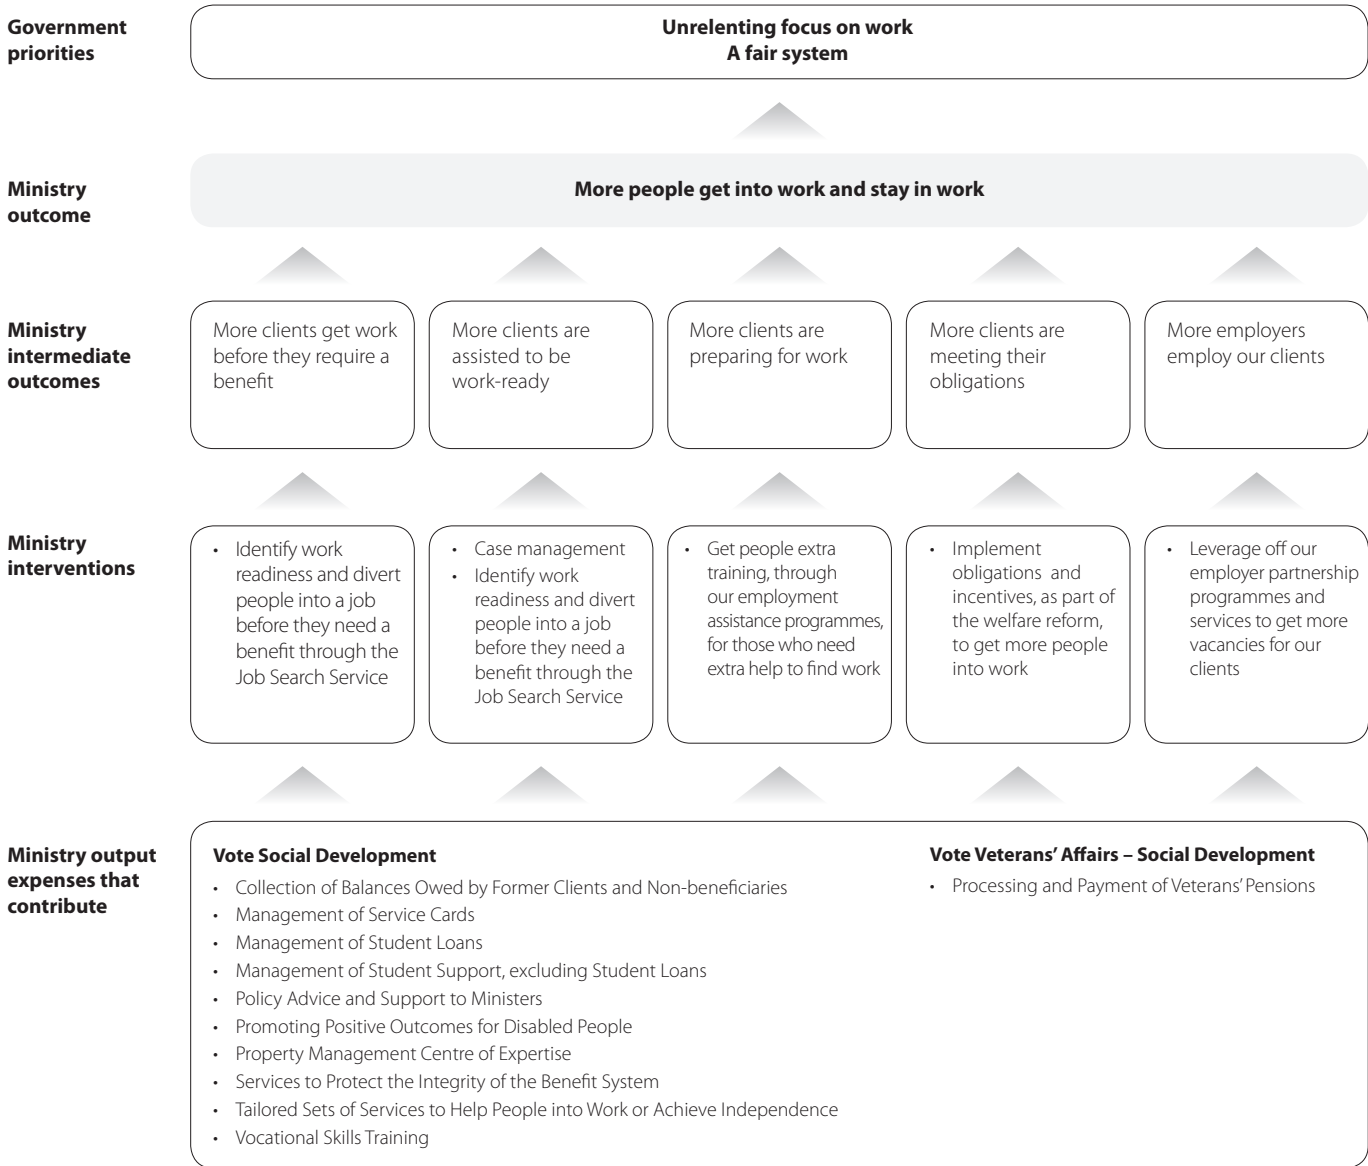 Government
priorities
Unrelenting focus on work
A fair system
Ministry
outcome
More people get into work and stay in work
Ministry
intermediate
outcomes
More clients get work
before they require a
benefit
More clients are
assisted to be
work-ready
More clients are
preparing for work
More clients are
meeting their
obligations
More employers
employ our clients
Ministry
interventions
• Identify work
readiness and divert
people into a job
before they need a
benefit through the
Job Search Service
• Case management
• Identify work
readiness and divert
people into a job
before they need a
benefit through the
Job Search Service
• Get people extra
training, through
our employment
assistance programmes,
for those who need
extra help to find work
• Implement
obligations and
incentives, as part of
the welfare reform,
to get more people
into work
• Leverage off our
employer partnership
programmes and
services to get more
vacancies for our
clients
Ministry output
expenses that
contribute
Vote Social Development
• Collection of Balances Owed by Former Clients and Non-beneficiaries
• Management of Service Cards
• Management of Student Loans
• Management of Student Support, excluding Student Loans
• Policy Advice and Support to Ministers
• Promoting Positive Outcomes for Disabled People
• Property Management Centre of Expertise
• Services to Protect the Integrity of the Benefit System
• Tailored Sets of Services to Help People into Work or Achieve Independence
• Vocational Skills Training
Vote Veterans' Affairs – Social Development
• Processing and Payment of Veterans' Pensions